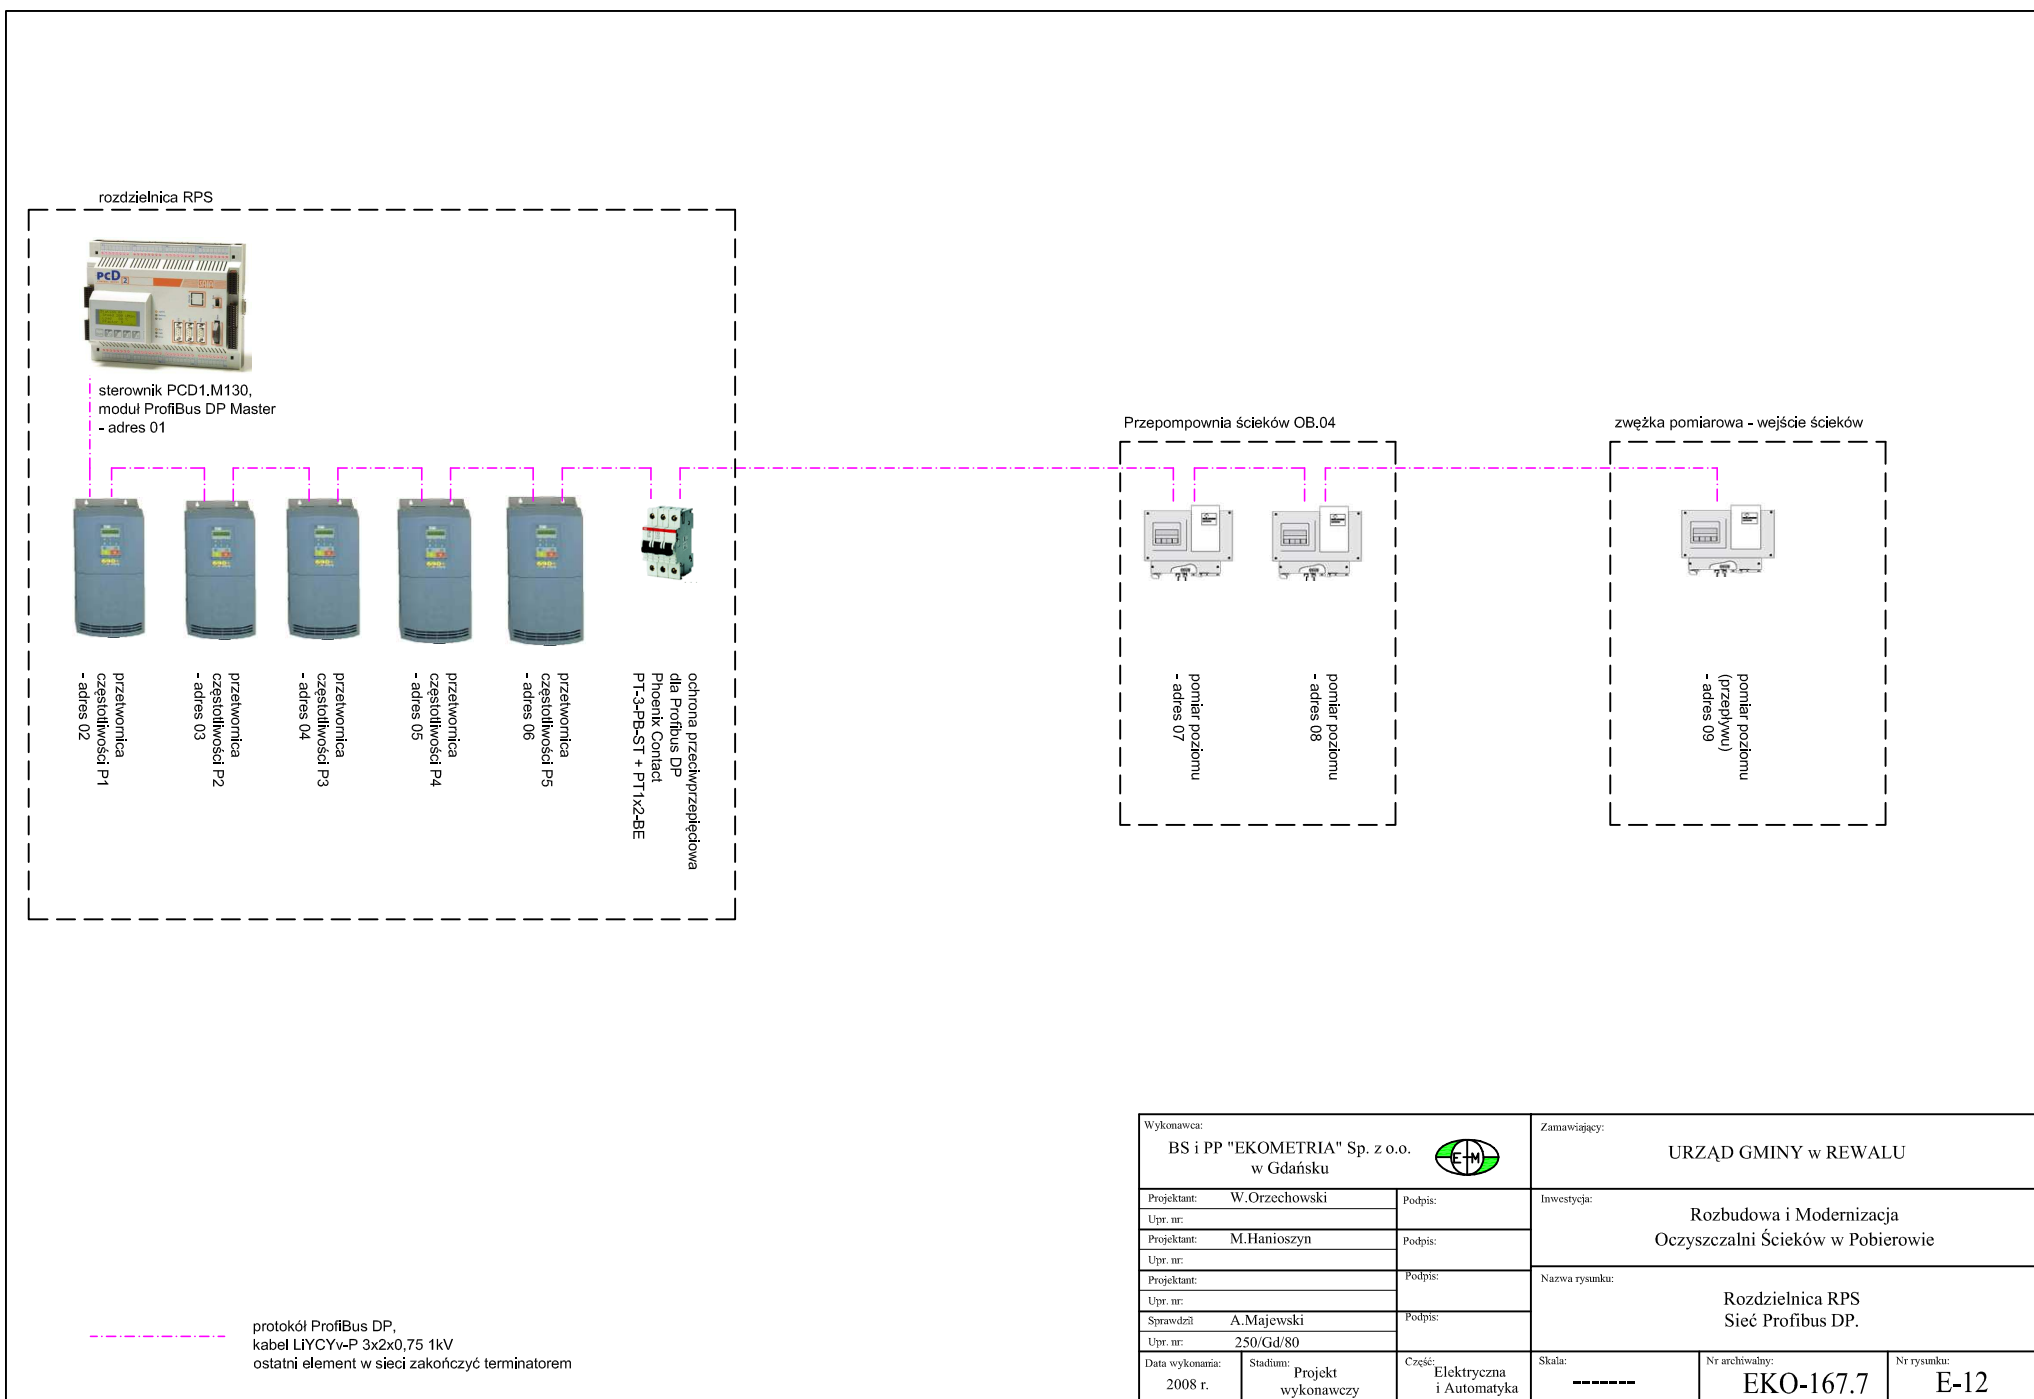 rozdzielnica RPS
PCD 2
sterownik PCD1.M130,
moduł ProfiBus DP Master
- adres 01
Przepompownia ścieków OB.04
zwężka pomiarowa - wejście ścieków
przetwornica
częstotliwości P1
- adres 02
przetwornica
częstotliwości P2
- adres 03
przetwornica
częstotliwości P3
- adres 04
przetwornica
częstotliwości P4
- adres 05
przetwornica
częstotliwości P5
- adres 06
ochrona przeciwprzepięciowa
dla Profibus DP
Phoenix Contact
PT-3-PB-ST + PT1x2-BE
pomiar poziomu
- adres 07
pomiar poziomu
- adres 08
pomiar poziomu
(przepływu)
- adres 09
protokół ProfiBus DP,
kabel LiYCYv-P 3x2x0,75 1kV
ostatni element w sieci zakończyć terminatorem
Wykonawca:
BS i PP "EKOMETRIA" Sp. z o.o.
w Gdańsku
E M
Zamawiający:
URZĄD GMINY w REWALU
Projektant: W.Orzechowski Podpis:
Upr. nr:
Projektant: M.Hanioszyn Podpis:
Upr. nr:
Projektant: Podpis:
Upr. nr:
Sprawdził A.Majewski Podpis:
Upr. nr: 250/Gd/80
Inwestycja:
Rozbudowa i Modernizacja
Oczyszczalni Ścieków w Pobierowie
Nazwa rysunku:
Rozdzielnica RPS
Sieć Profibus DP.
Data wykonania:
2008 r.
Stadium:
Projekt
wykonawczy
Część:
Elektryczna
i Automatyka
Skala:
-------
Nr archiwalny:
EKO-167.7
Nr rysunku:
E-12